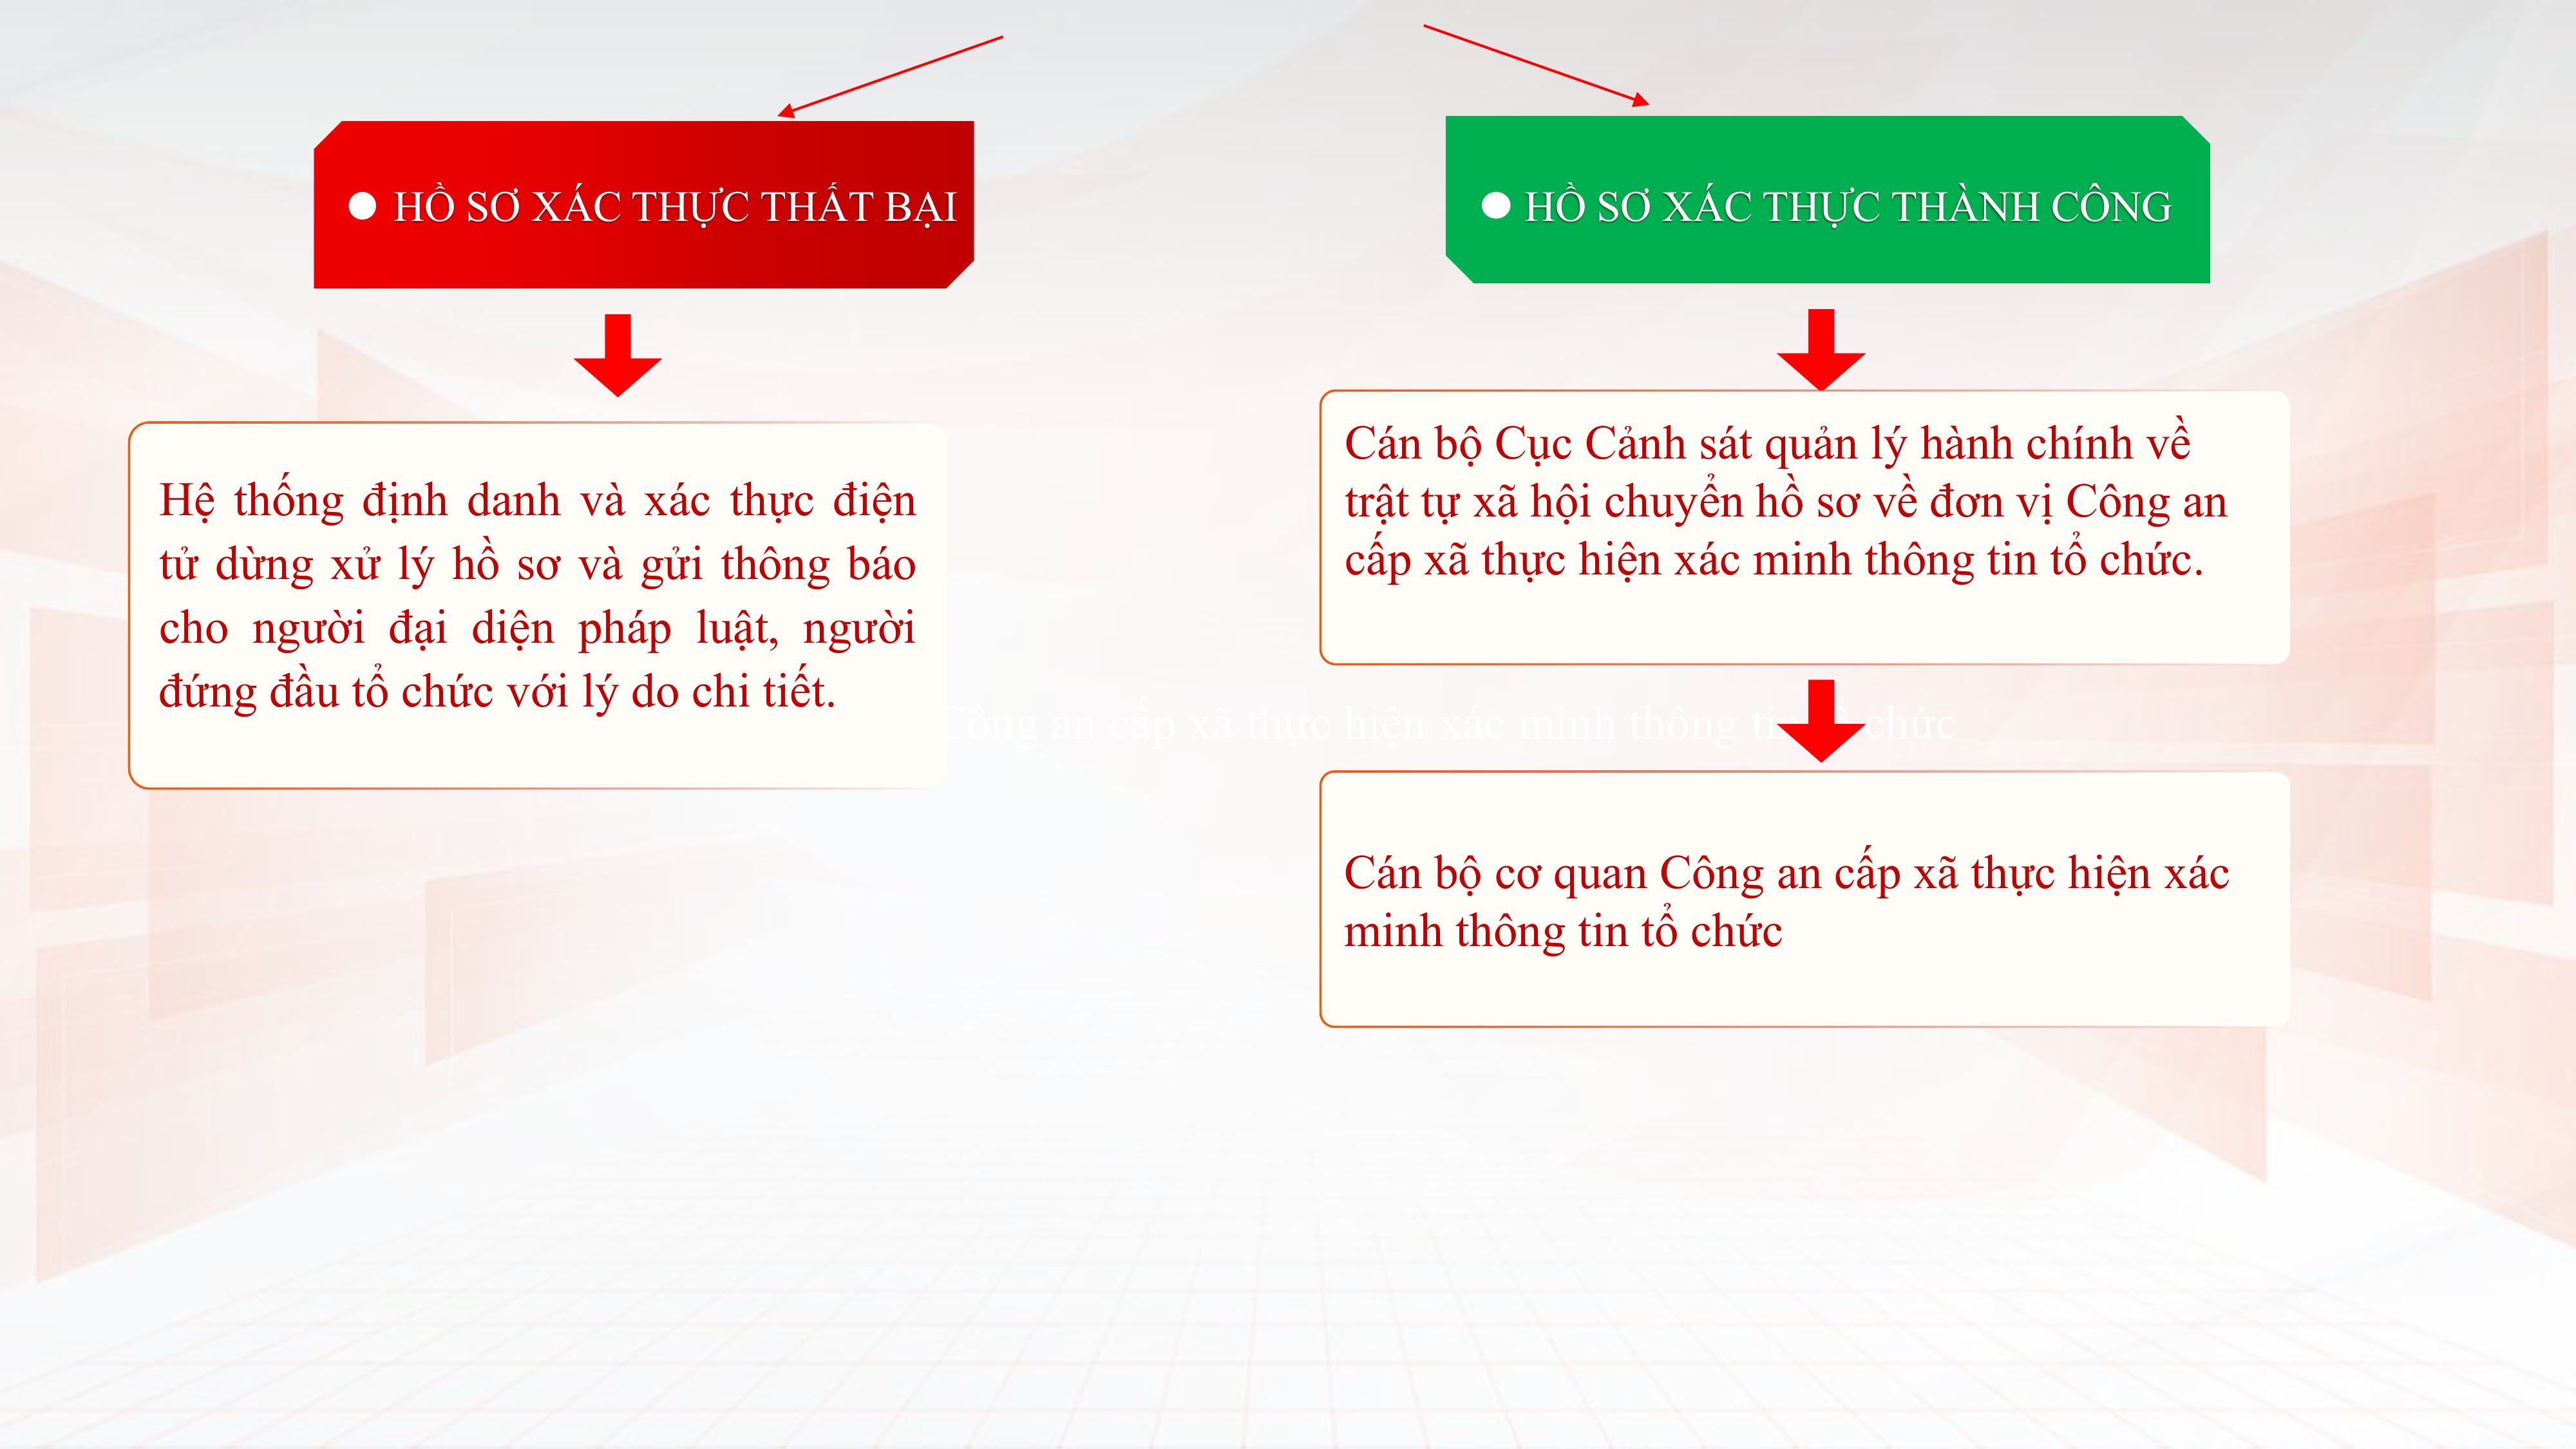 HỒ SƠ XÁC THỰC THẤT BẠI
Hệ thống định danh và xác thực điện
tử dừng xử lý hồ sơ và gửi thông báo
cho người đại diện pháp luật, người
đứng đầu tổ chức với lý do chi tiết.
HỒ SƠ XÁC THỰC THÀNH CÔNG
Cán bộ Cục Cảnh sát quản lý hành chính về
trật tự xã hội chuyển hồ sơ về đơn vị Công an
cấp xã thực hiện xác minh thông tin tổ chức.
Công an cấp xã thực hiện xác minh thông tin tổ chức
Cán bộ cơ quan Công an cấp xã thực hiện xác
minh thông tin tổ chức